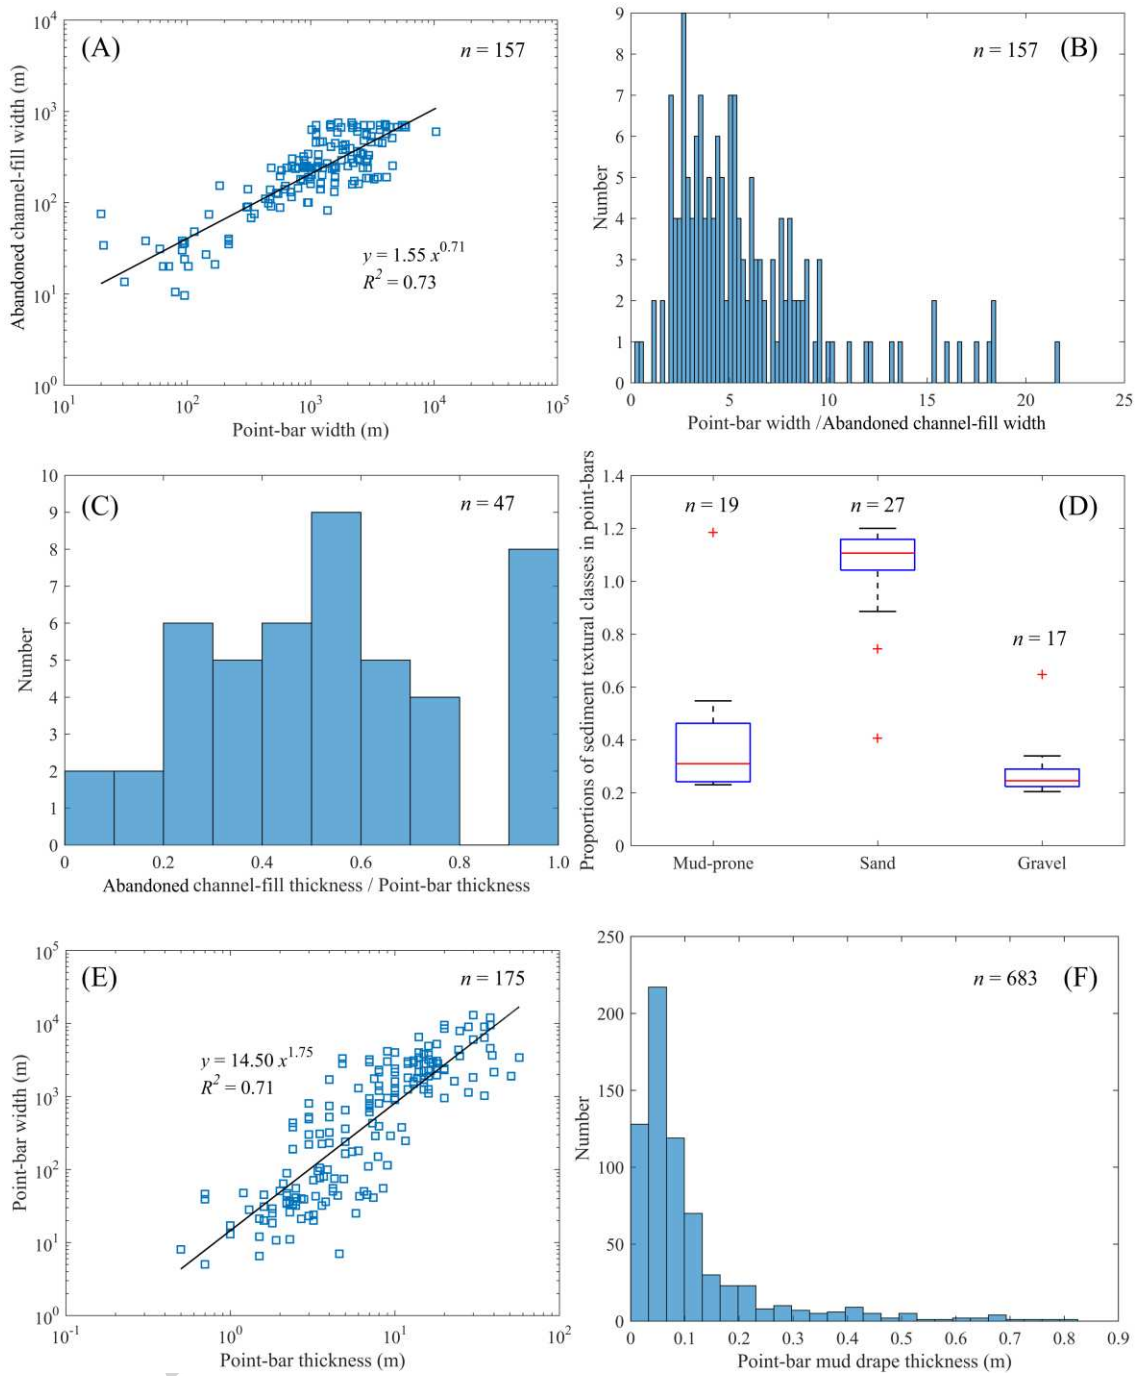 (A)
n = 157
y = 1.55 x^0.71
R^2 = 0.73
Abandoned channel-fill width (m)
10^4
10^3
10^2
10^1
10^0
10^1 10^2 10^3 10^4 10^5
Point-bar width (m)
(B)
n = 157
Number
9
8
7
6
5
4
3
2
1
0
0 5 10 15 20 25
Point-bar width /Abandoned channel-fill width
(C)
n = 47
Number
10
9
8
7
6
5
4
3
2
1
0
0 0.2 0.4 0.6 0.8 1.0
Abandoned channel-fill thickness / Point-bar thickness
(D)
n = 19
n = 27
n = 17
Proportions of sediment textural classes in point-bars
1.4
1.2
1.0
0.8
0.6
0.4
0.2
0
Mud-prone Sand Gravel
(E)
n = 175
y = 14.50 x^1.75
R^2 = 0.71
Point-bar width (m)
10^5
10^4
10^3
10^2
10^1
10^0
10^-1 10^0 10^1 10^2
Point-bar thickness (m)
(F)
n = 683
Number
250
200
150
100
50
0
0 0.1 0.2 0.3 0.4 0.5 0.6 0.7 0.8 0.9
Point-bar mud drape thickness (m)